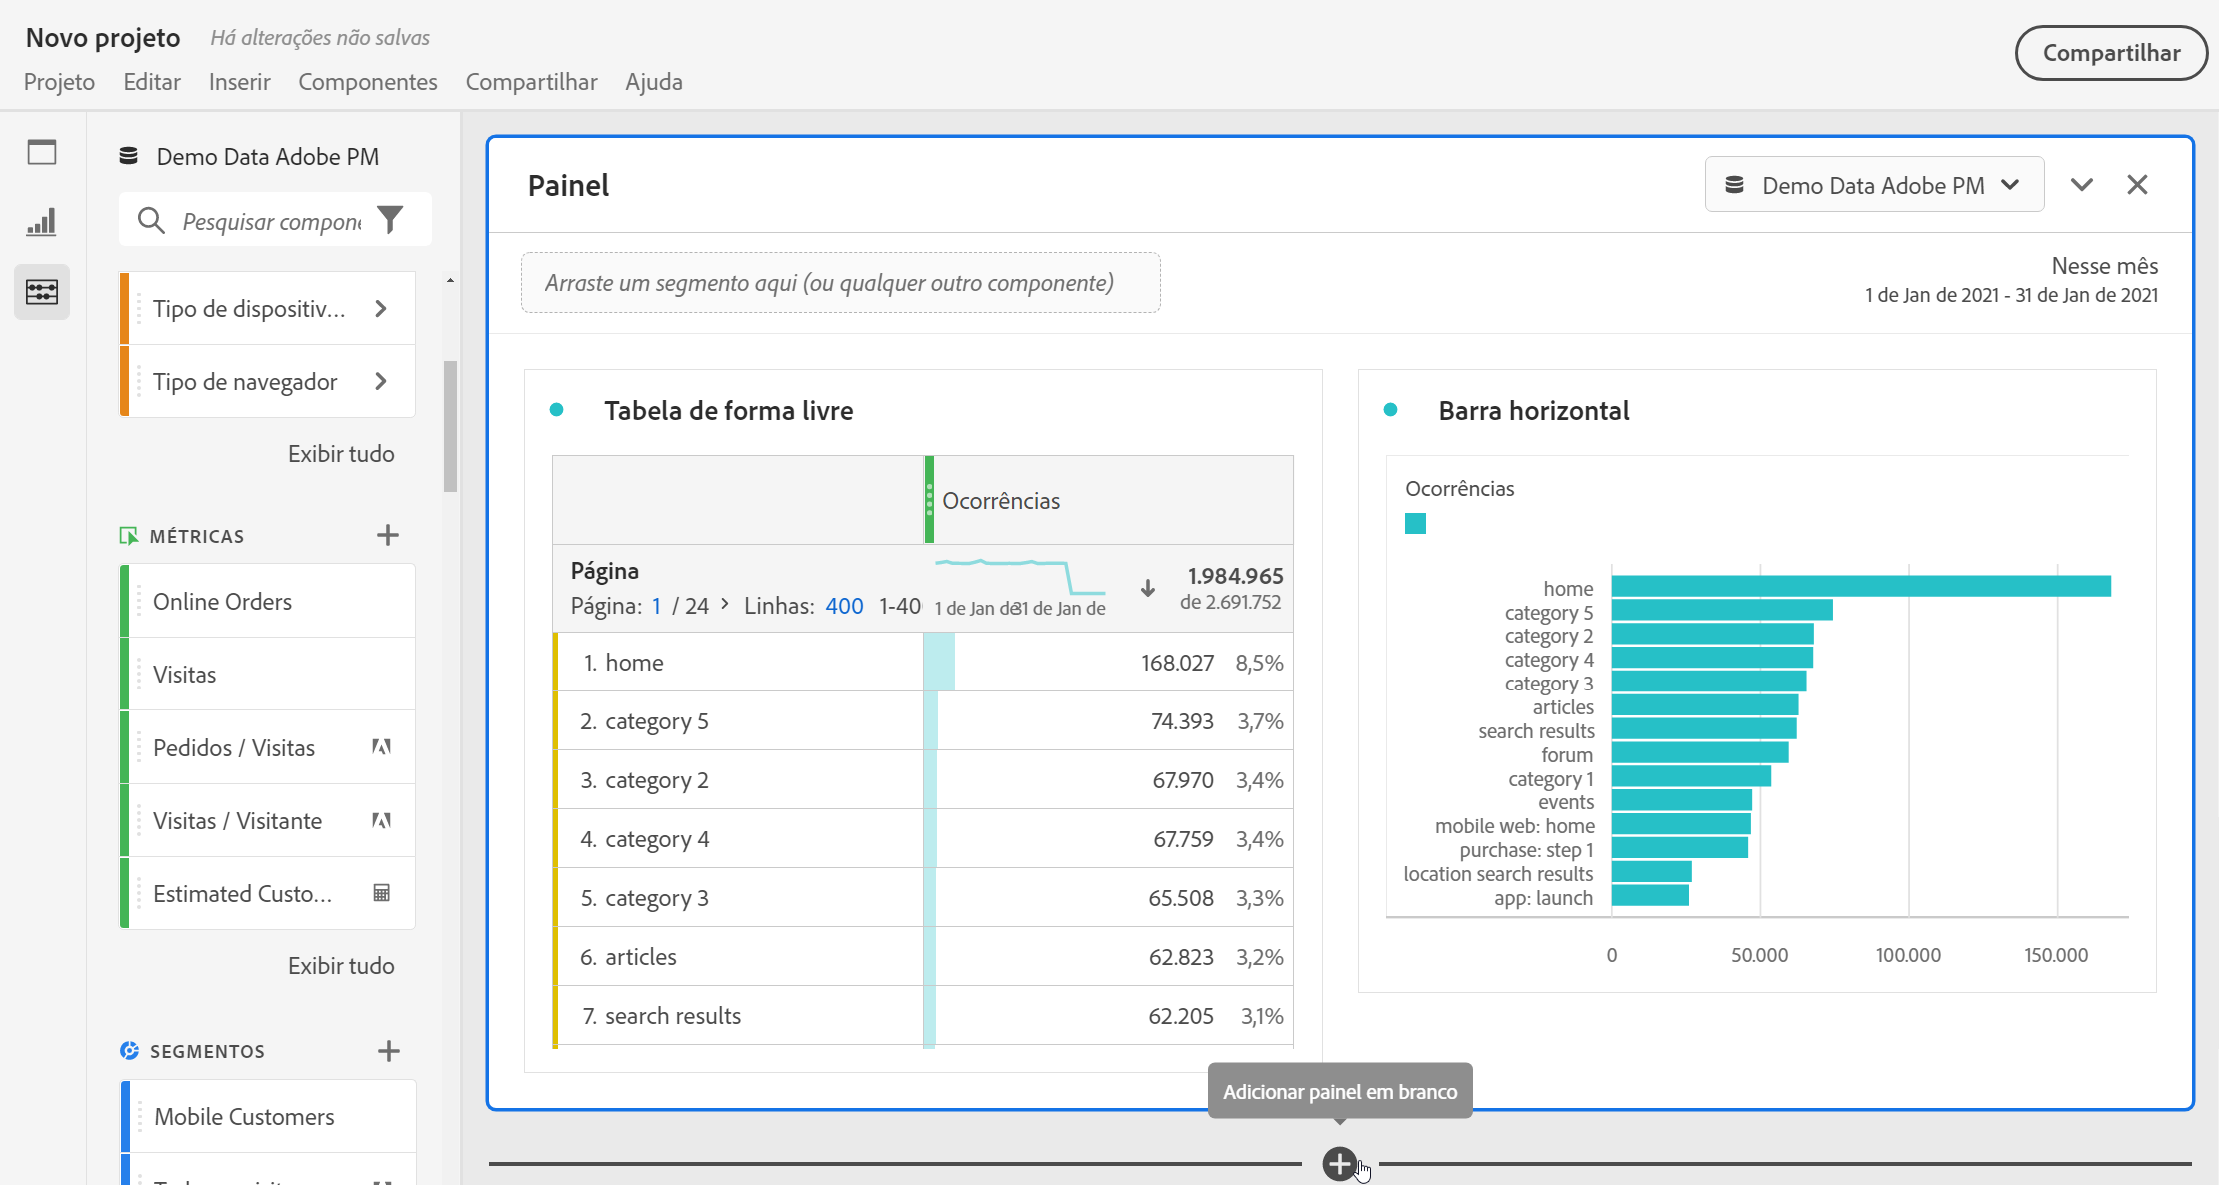 Novo projeto Há alterações não salvas
Compartilhar
Projeto Editar Inserir Componentes Compartilhar Ajuda
Demo Data Adobe PM
Pesquisar compone
Tipo de dispositiv...
Tipo de navegador
Exibir tudo
MÉTRICAS
Online Orders
Visitas
Pedidos / Visitas
Visitas / Visitante
Estimated Custo...
Exibir tudo
SEGMENTOS
Mobile Customers
Painel
Demo Data Adobe PM
Arraste um segmento aqui (ou qualquer outro componente)
Nesse mês
1 de Jan de 2021 - 31 de Jan de 2021
Tabela de forma livre
Ocorrências
Página
Página: 1 / 24 > Linhas: 400 1-40
1 de Jan de 31 de Jan de
1.984.965
de 2.691.752
1. home 168.027 8,5%
2. category 5 74.393 3,7%
3. category 2 67.970 3,4%
4. category 4 67.759 3,4%
5. category 3 65.508 3,3%
6. articles 62.823 3,2%
7. search results 62.205 3,1%
Barra horizontal
Ocorrências
home
category 5
category 2
category 4
category 3
articles
search results
forum
category 1
events
mobile web: home
purchase: step 1
location search results
app: launch
0 50.000 100.000 150.000
Adicionar painel em branco